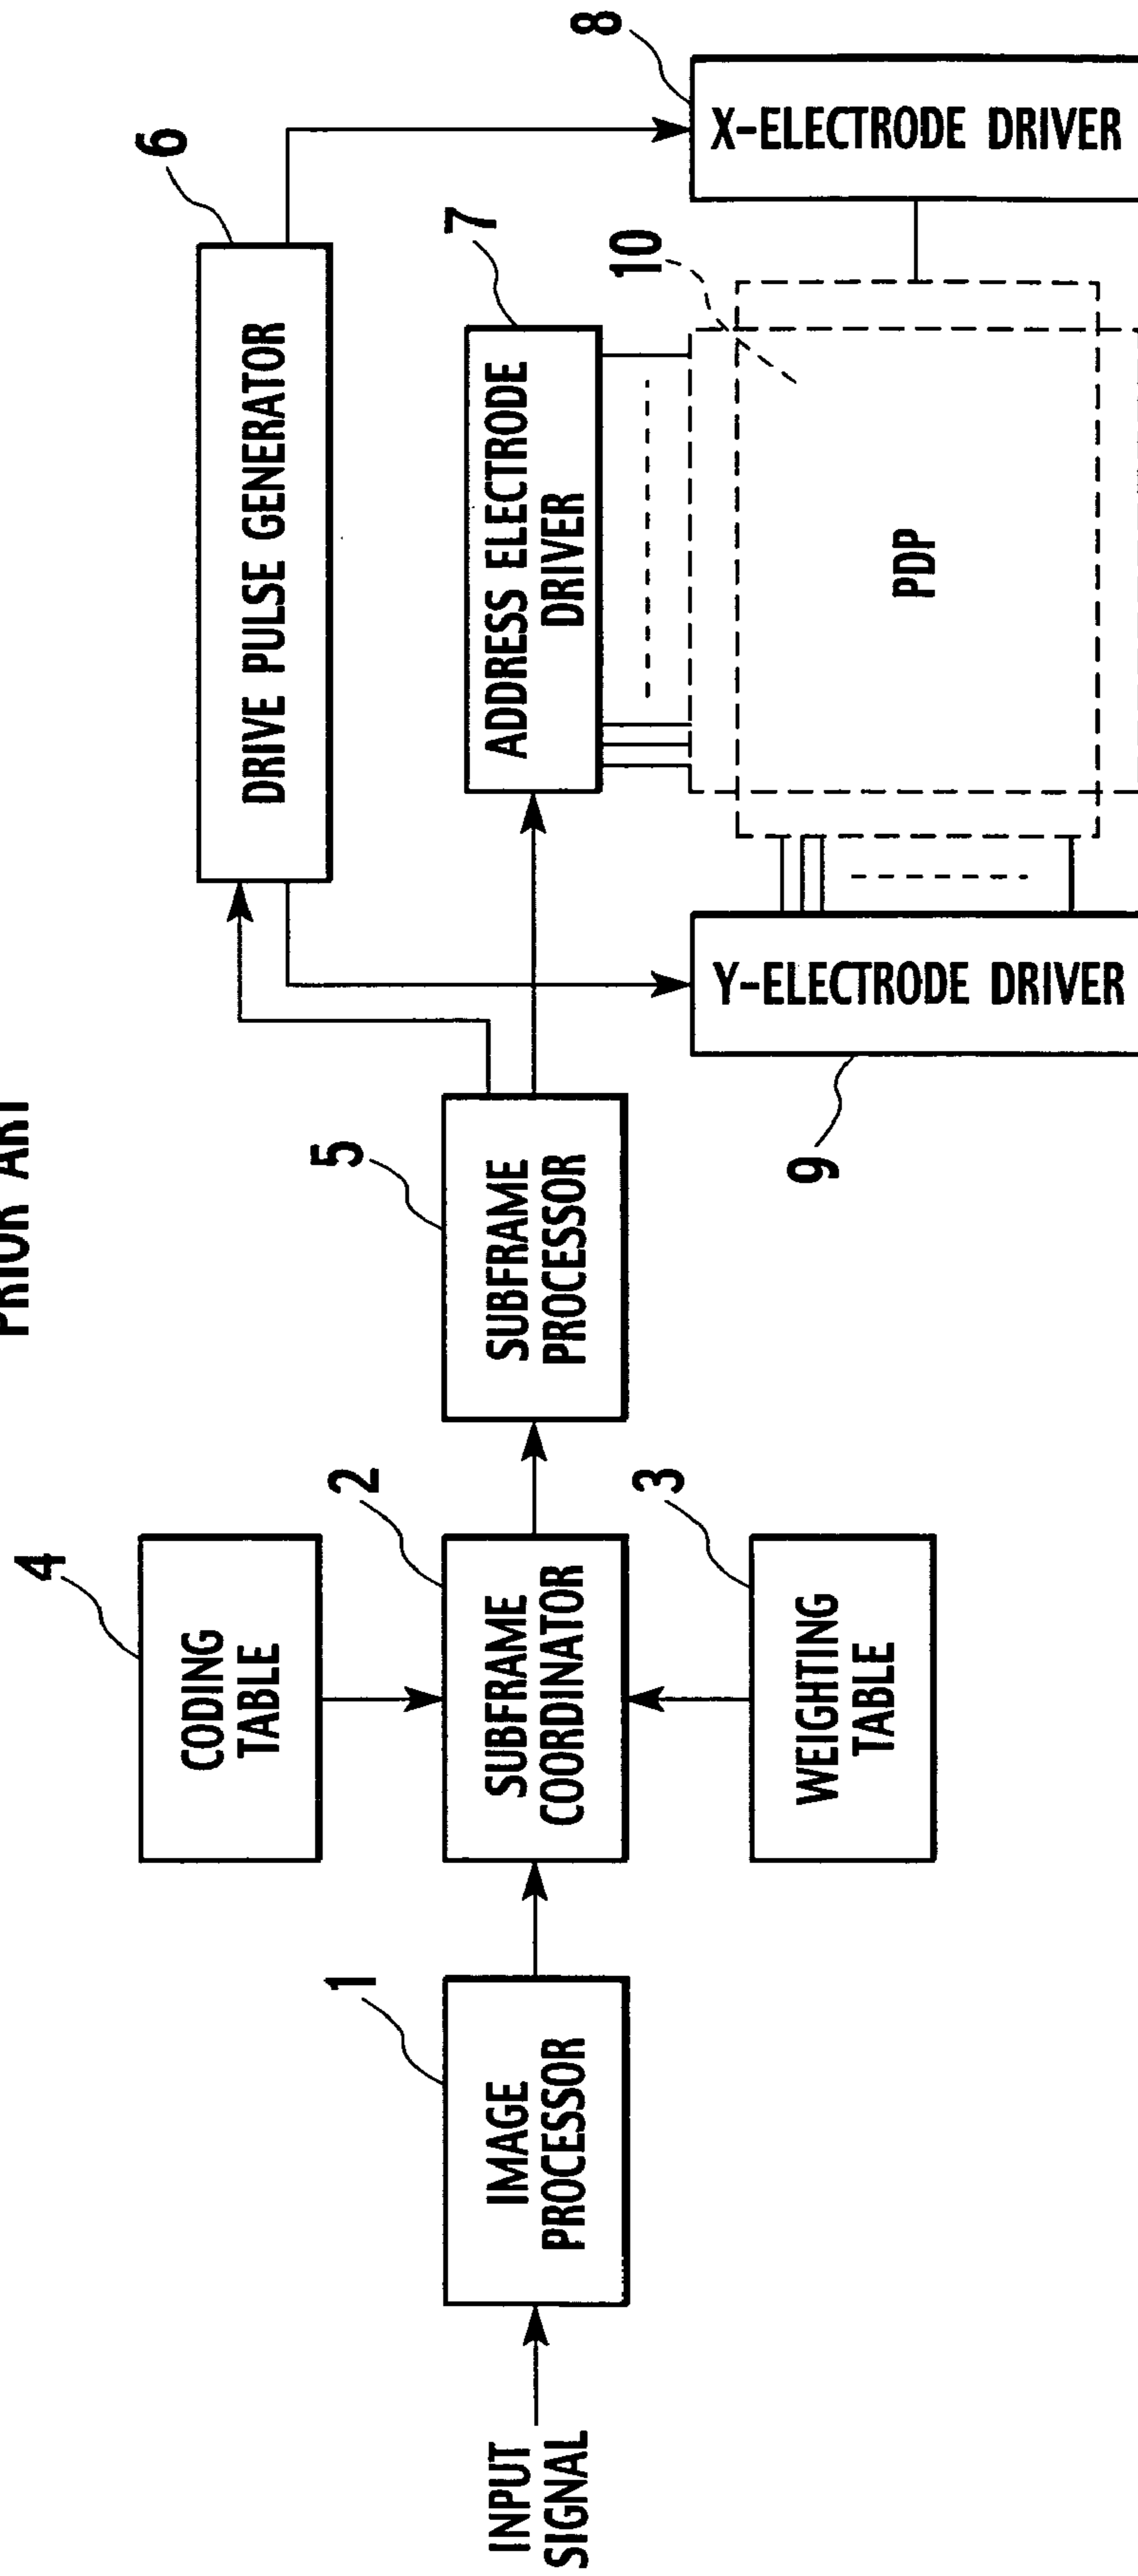 PRIOR ART
INPUT
SIGNAL
1
IMAGE
PROCESSOR
4
CODING
TABLE
2
SUBFRAME
COORDINATOR
3
WEIGHTING
TABLE
5
SUBFRAME
PROCESSOR
6
DRIVE PULSE GENERATOR
7
ADDRESS ELECTRODE
DRIVER
9
Y-ELECTRODE DRIVER
10
PDP
8
X-ELECTRODE DRIVER